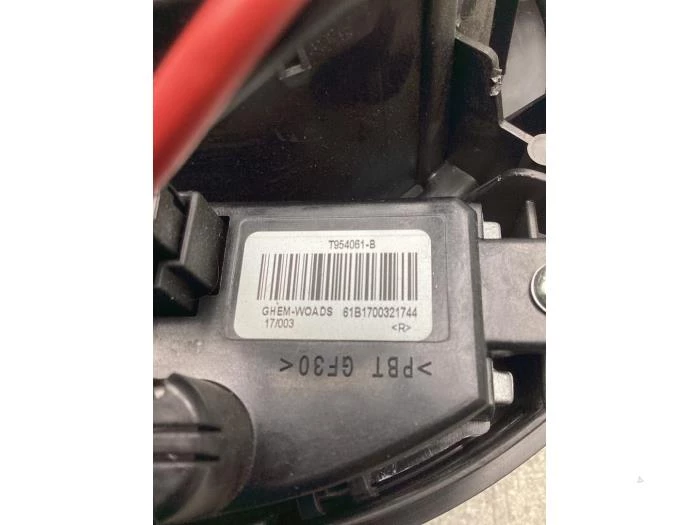 T954061-B
GHEM-WOADS 61B1700321744
17/003 <R>
>PBT GF30<